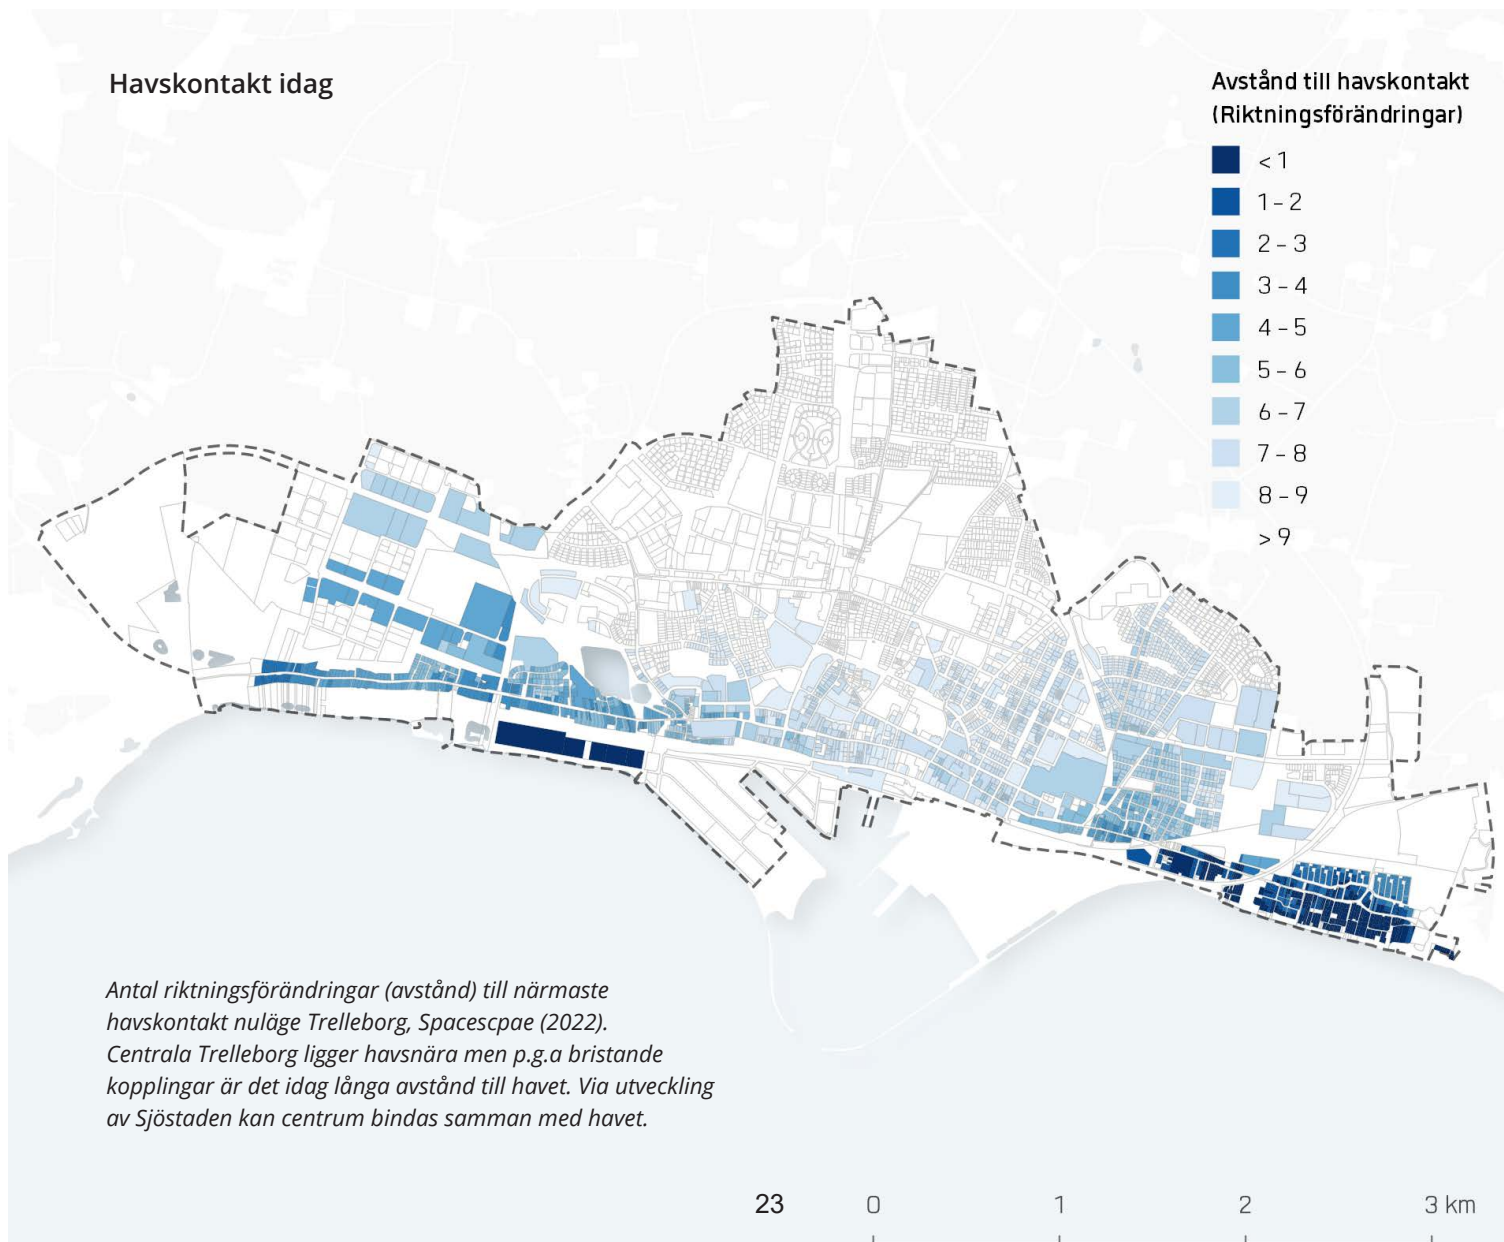 Havskontakt idag
Avstånd till havskontakt
(Riktningsförändringar)
< 1
1 – 2
2 – 3
3 – 4
4 – 5
5 – 6
6 – 7
7 – 8
8 – 9
> 9
Antal riktningsförändringar (avstånd) till närmaste
havskontakt nuläge Trelleborg, Spacescpae (2022).
Centrala Trelleborg ligger havsnära men p.g.a bristande
kopplingar är det idag långa avstånd till havet. Via utveckling
av Sjöstaden kan centrum bindas samman med havet.
23
0 1 2 3 km